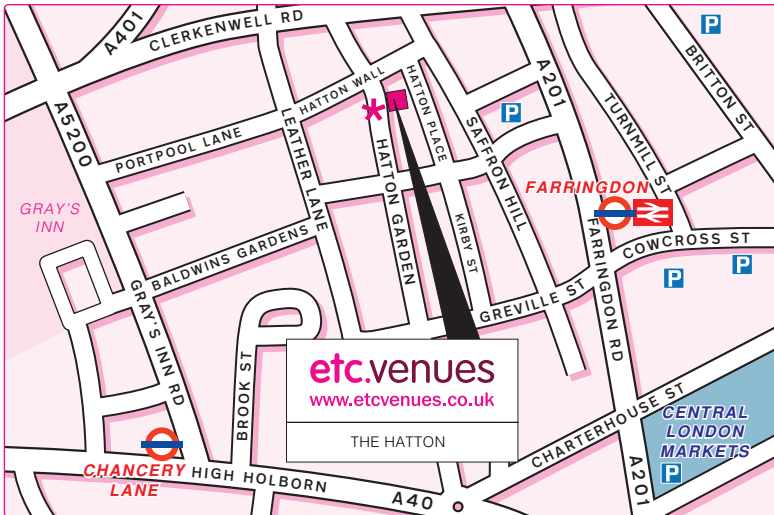 A401
CLERKENWELL RD
P
BRITTON ST
A201
A5200
HATTON WALL
HATTON PLACE
*
P
TURNMILL ST
LEATHER LANE
PORTPOOL LANE
SAFFRON HILL
HATTON GARDEN
FARRINGDON
GRAY'S
INN
KIRBY ST
BALDWINS GARDENS
FARRINGDON RD
COWCROSS ST
P
P
GRAY'S INN RD
GREVILLE ST
BROOK ST
etc.venues
www.etcvenues.co.uk
THE HATTON
CHARTERHOUSE ST
CENTRAL
LONDON
MARKETS
P
CHANCERY
LANE
HIGH HOLBORN
A40
A201